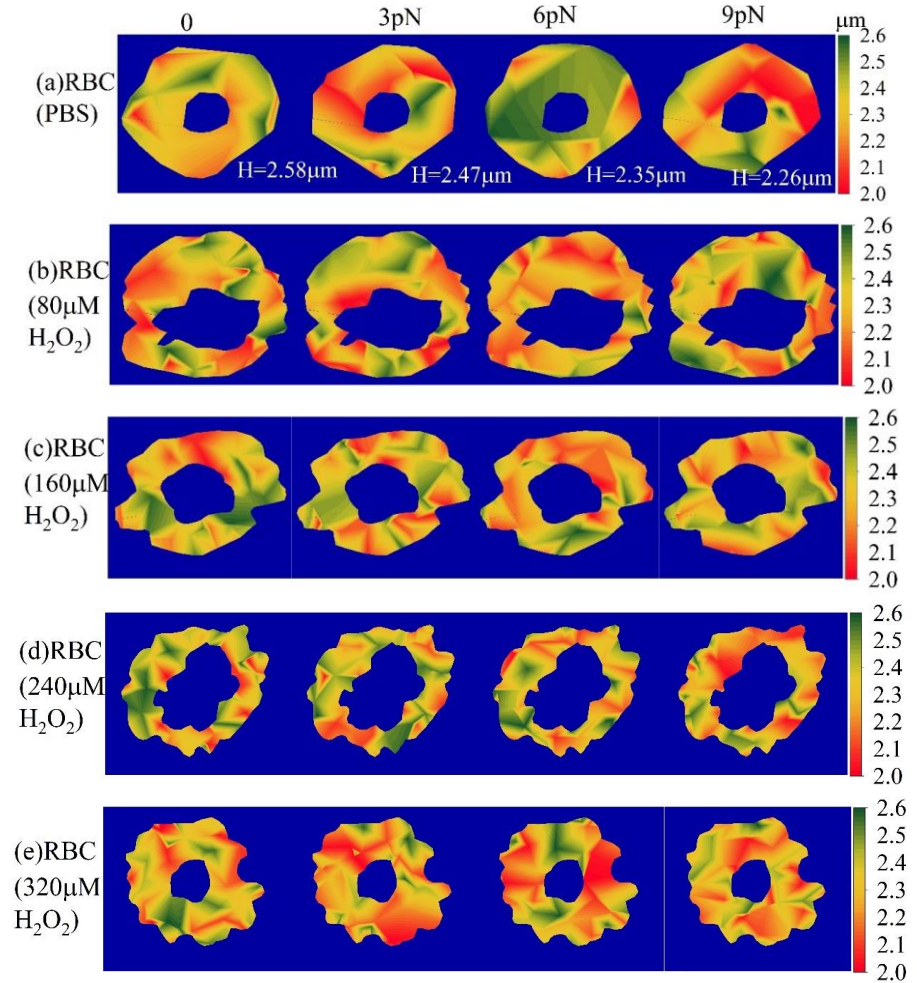 0 3pN 6pN 9pN μm
(a)RBC
(PBS)
H=2.58μm H=2.47μm H=2.35μm H=2.26μm
2.6
2.5
2.4
2.3
2.2
2.1
2.0
(b)RBC
(80μM
H₂O₂)
2.6
2.5
2.4
2.3
2.2
2.1
2.0
(c)RBC
(160μM
H₂O₂)
2.6
2.5
2.4
2.3
2.2
2.1
2.0
(d)RBC
(240μM
H₂O₂)
2.6
2.5
2.4
2.3
2.2
2.1
2.0
(e)RBC
(320μM
H₂O₂)
2.6
2.5
2.4
2.3
2.2
2.1
2.0